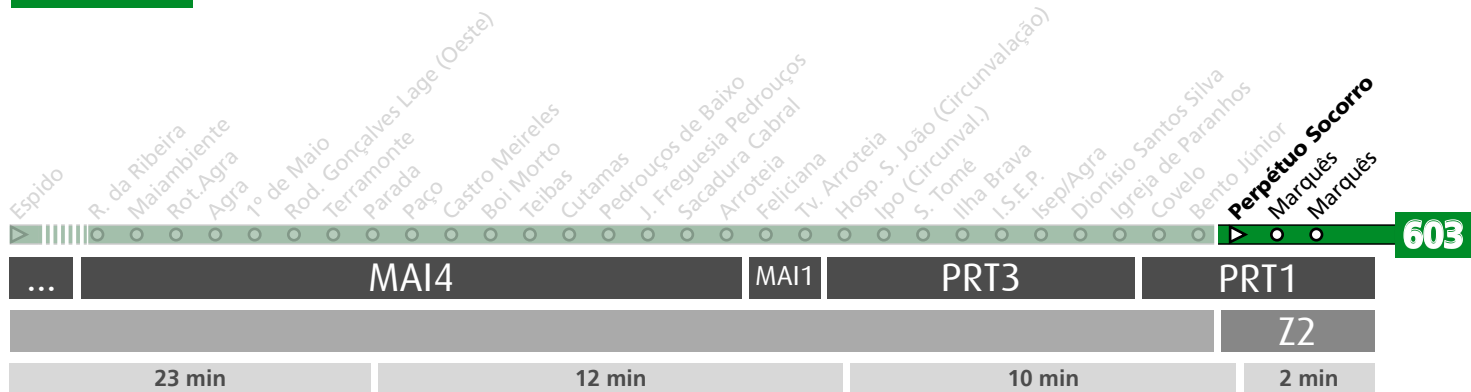 Espido
R. da Ribeira
Maiambiente
Rot.Agra
Agra
1º de Maio
Rod. Gonçalves Lage (Oeste)
Terramonte
Parada
Paço
Castro Meireles
Boi Morto
Teibas
Cutamas
Pedrouços de Baixo
J. Freguesia Pedrouços
Sacadura Cabral
Arroteia
Feliciana
Tv. Arroteia
Hosp. S. João (Circunvalação)
Ipo (Circunval.)
S. Tomé
Ilha Brava
I.S.E.P.
Isep/Agra
Dionisio Santos Silva
Igreja de Paranhos
Covelo
Bento Júnior
Perpétuo Socorro
Marquês
Marquês
603
... MAI4 MAI1 PRT3 PRT1
Z2
23 min 12 min 10 min 2 min